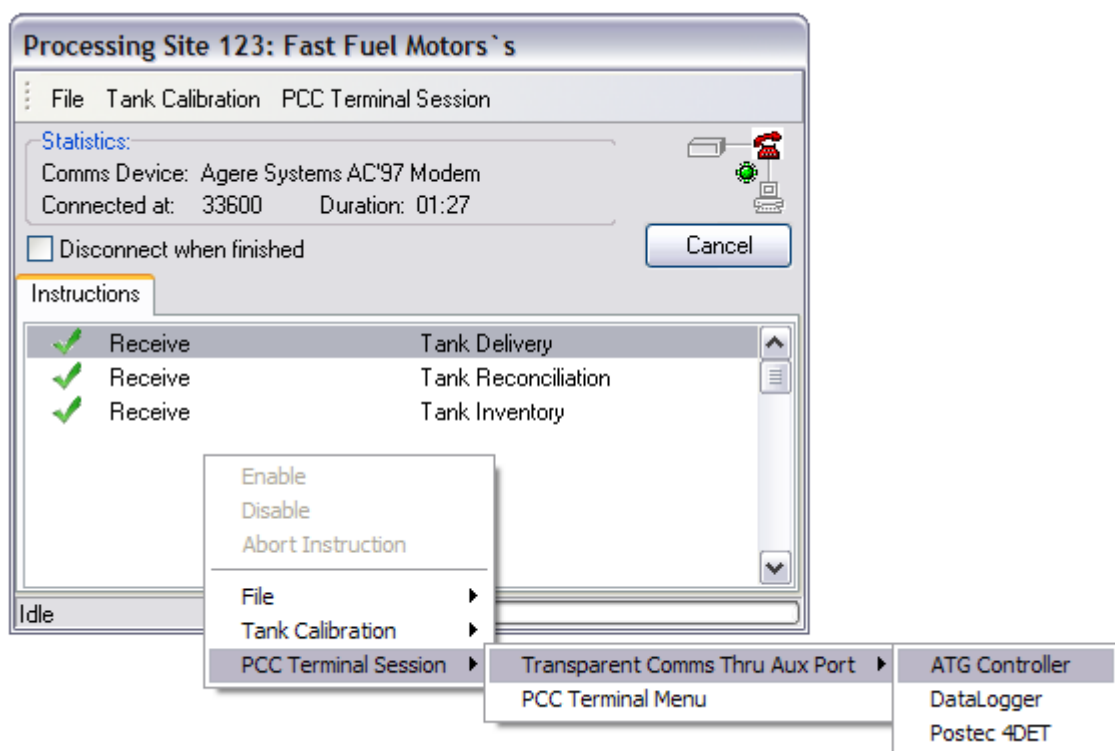 Processing Site 123: Fast Fuel Motors`s
File Tank Calibration PCC Terminal Session
Statistics:
Comms Device: Agere Systems AC'97 Modem
Connected at: 33600 Duration: 01:27
Disconnect when finished
Cancel
Instructions
Receive Tank Delivery
Receive Tank Reconciliation
Receive Tank Inventory
Enable
Disable
Abort Instruction
File
Idle
Tank Calibration
PCC Terminal Session Transparent Comms Thru Aux Port ATG Controller
PCC Terminal Menu DataLogger
Postec 4DET